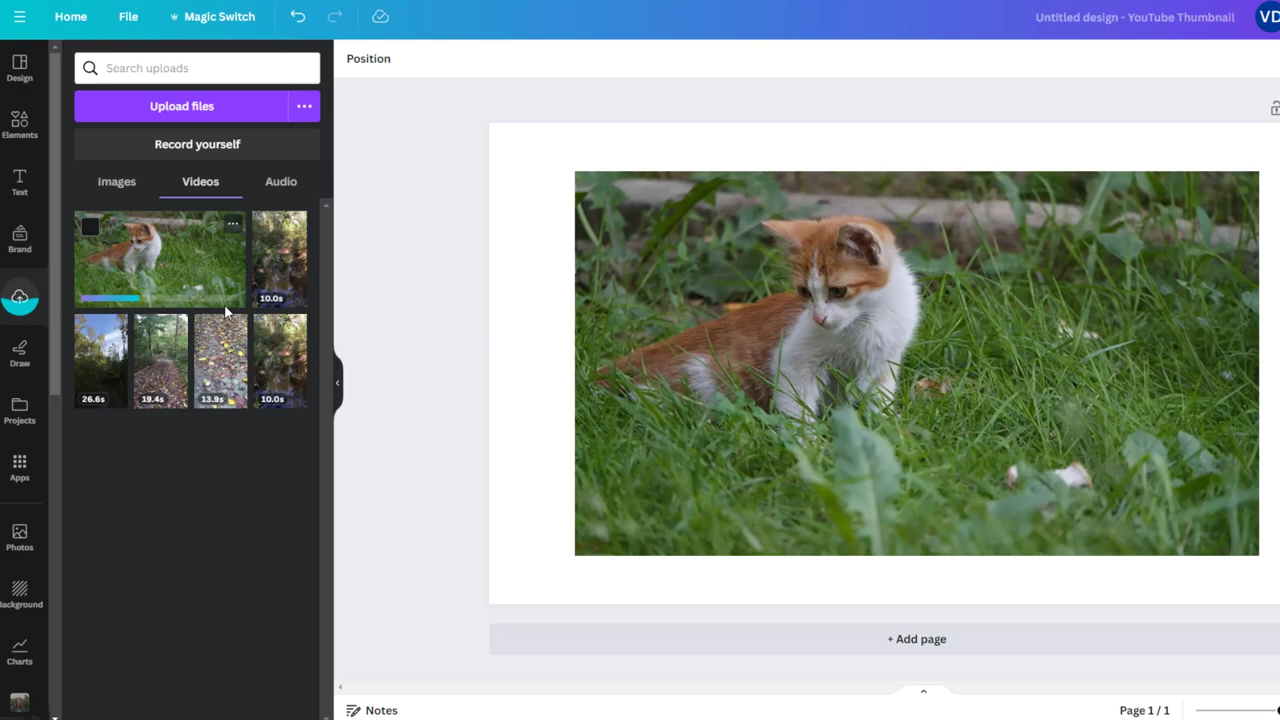 Home File Magic Switch Untitled design - YouTube Thumbnail VD
Position
Search uploads
Upload files
Record yourself
Images Videos Audio
10.0s
26.6s 19.4s 13.9s 10.0s
Design
Elements
Text
Brand
Draw
Projects
Apps
Photos
Background
Charts
+ Add page
Notes
Page 1 / 1